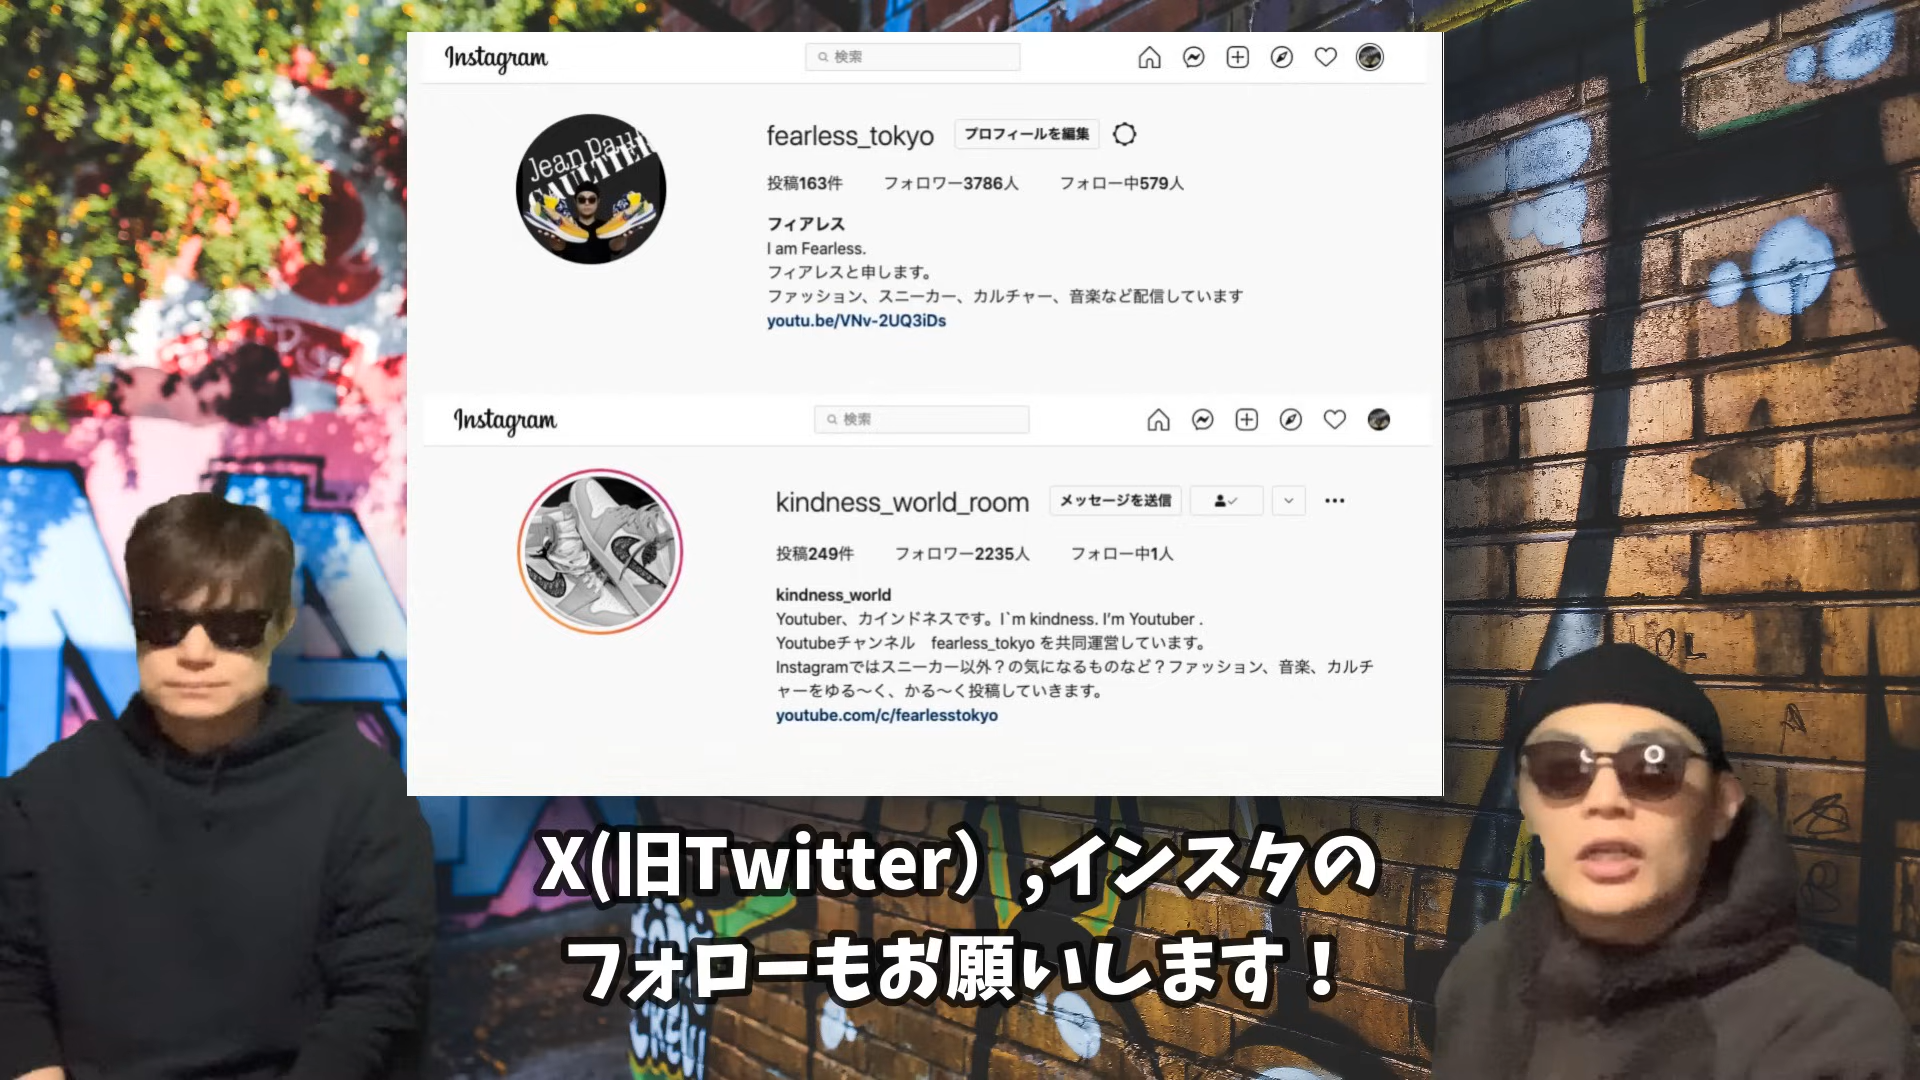 Instagram
検索
Jean Paul
GAULTIER
fearless_tokyo プロフィールを編集
投稿163件 フォロワー3786人 フォロー中579人
フィアレス
I am Fearless.
フィアレスと申します。
ファッション、スニーカー、カルチャー、音楽など配信しています
youtu.be/VNv-2UQ3iDs
Instagram
検索
kindness_world_room メッセージを送信
投稿249件 フォロワー2235人 フォロー中1人
kindness_world
Youtuber、カインドネスです。I`m kindness. I'm Youtuber .
Youtubeチャンネル fearless_tokyo を共同運営しています。
Instagramではスニーカー以外？の気になるものなど？ファッション、音楽、カルチ
ャーをゆる〜く、かる〜く投稿していきます。
youtube.com/c/fearlesstokyo
LOL
X(旧Twitter）,インスタの
フォローもお願いします！
CREW